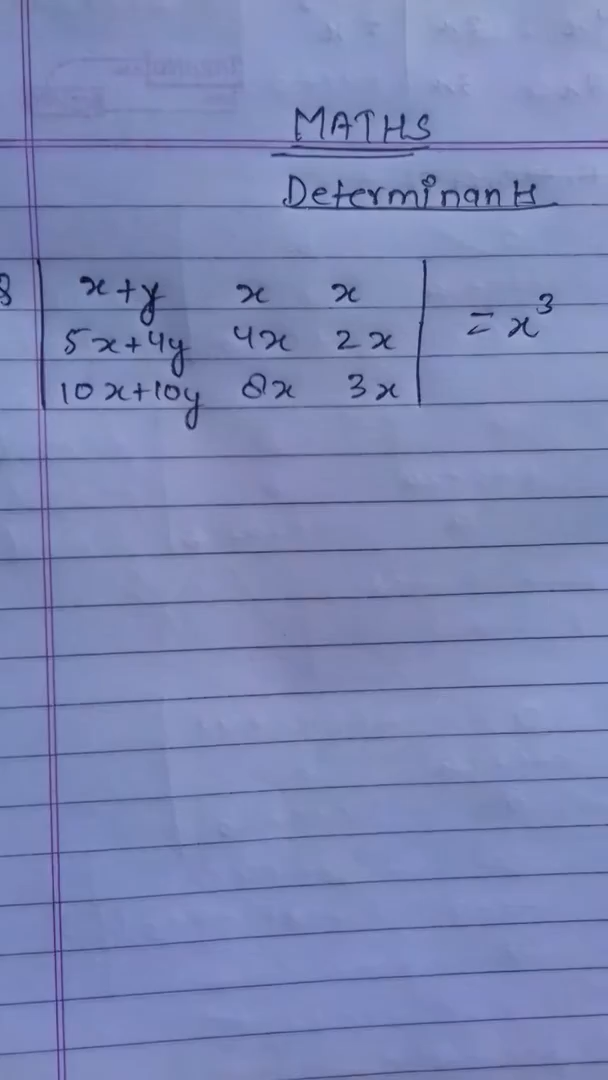 MATHS
Determinants
8 | x+y x x | = x³
| 5x+4y 4x 2x |
| 10x+10y 8x 3x |